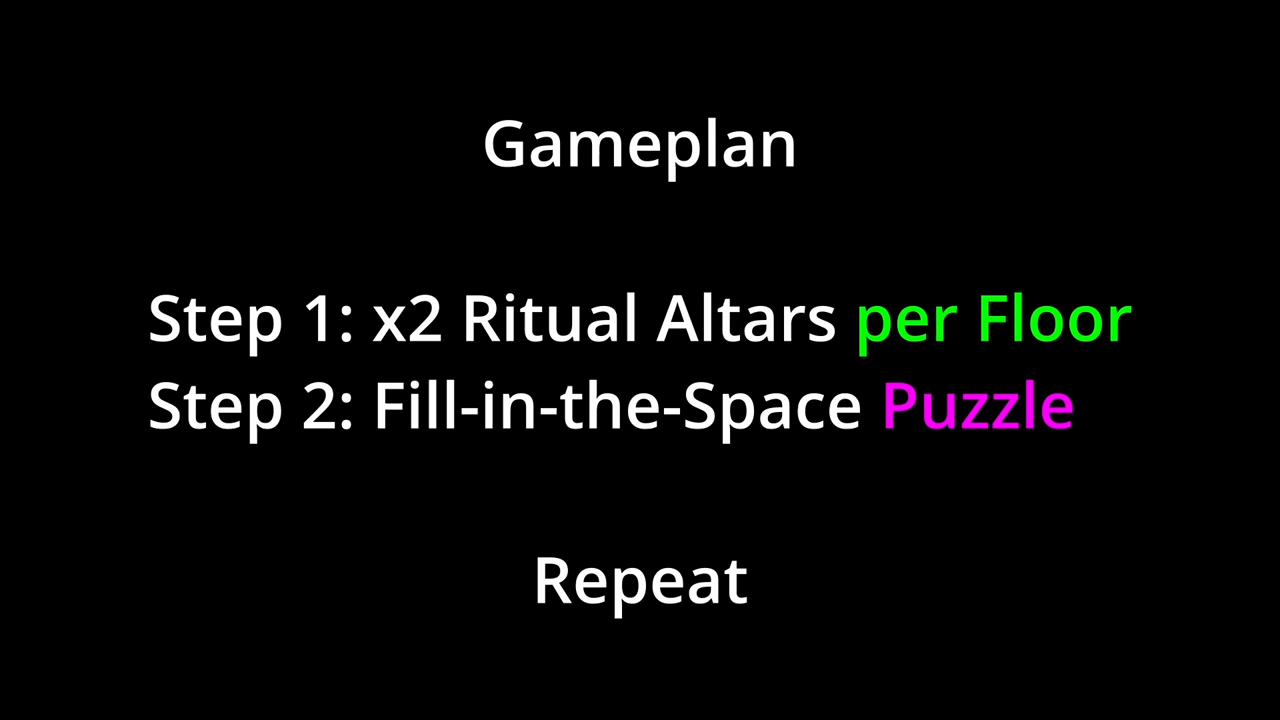 Gameplan
Step 1: x2 Ritual Altars per Floor
Step 2: Fill-in-the-Space Puzzle
Repeat